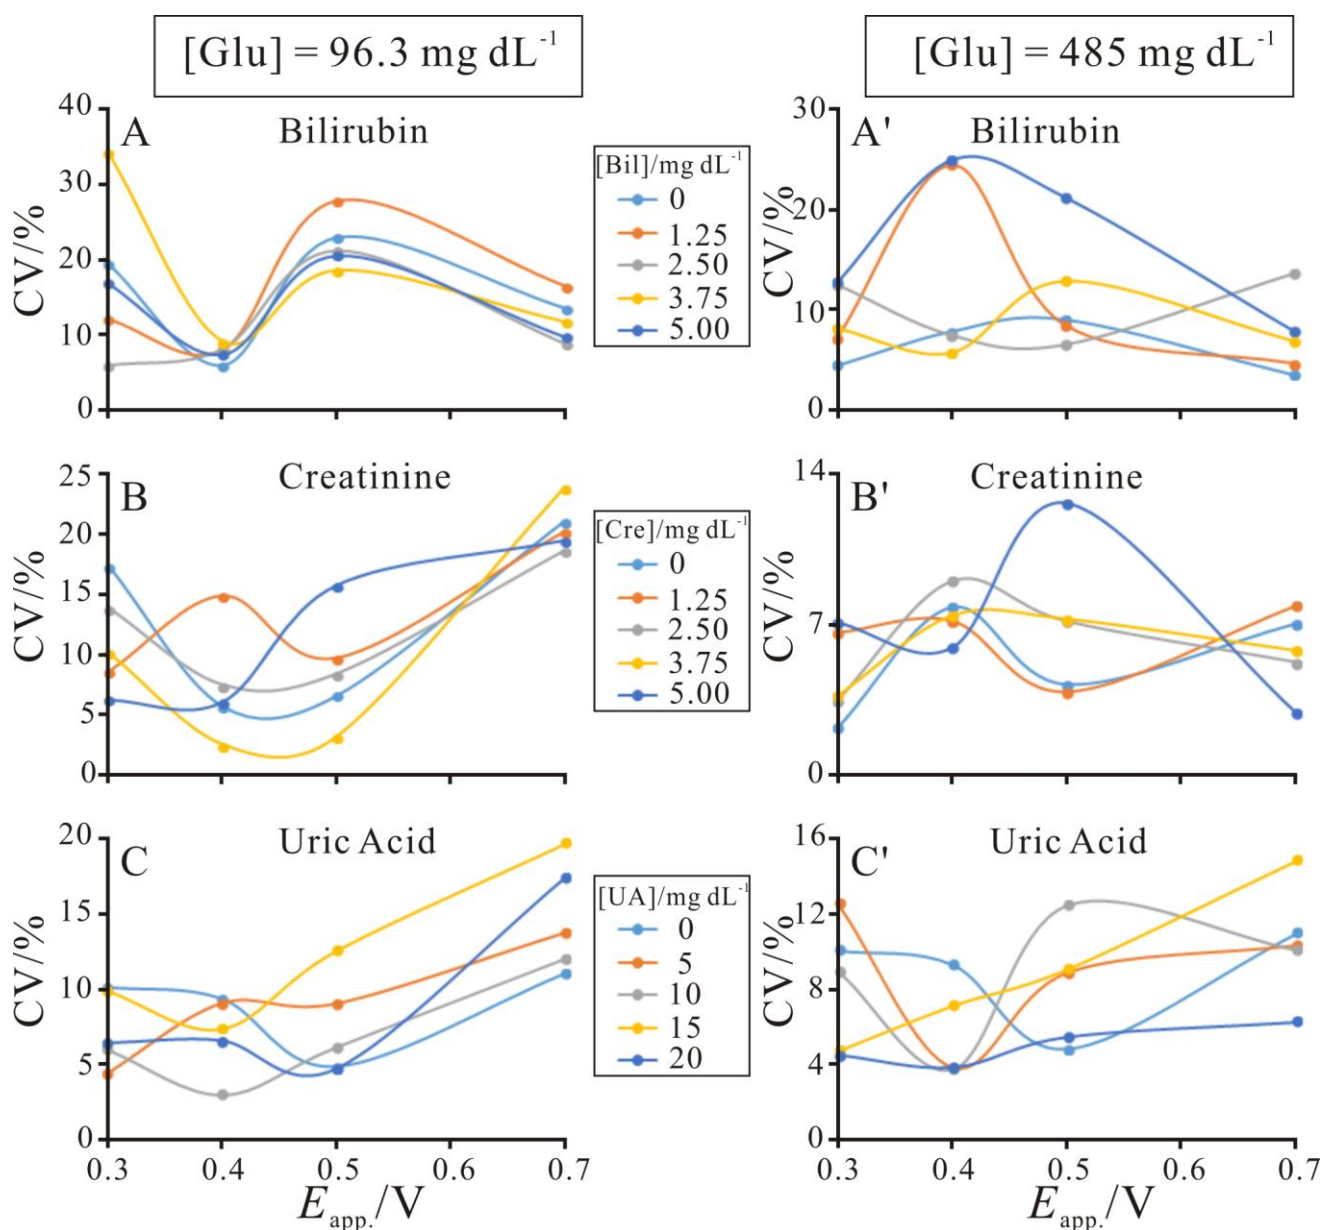 [Glu] = 96.3 mg dL⁻¹
[Glu] = 485 mg dL⁻¹
A Bilirubin
CV/%
40
30
20
10
0
[Bil]/mg dL⁻¹
0
1.25
2.50
3.75
5.00
A' Bilirubin
CV/%
30
20
10
0
B Creatinine
CV/%
25
20
15
10
5
0
[Cre]/mg dL⁻¹
0
1.25
2.50
3.75
5.00
B' Creatinine
CV/%
14
7
0
C Uric Acid
CV/%
20
15
10
5
0
0.3 0.4 0.5 0.6 0.7
E app./V
[UA]/mg dL⁻¹
0
5
10
15
20
C' Uric Acid
CV/%
16
12
8
4
0
0.3 0.4 0.5 0.6 0.7
E app./V